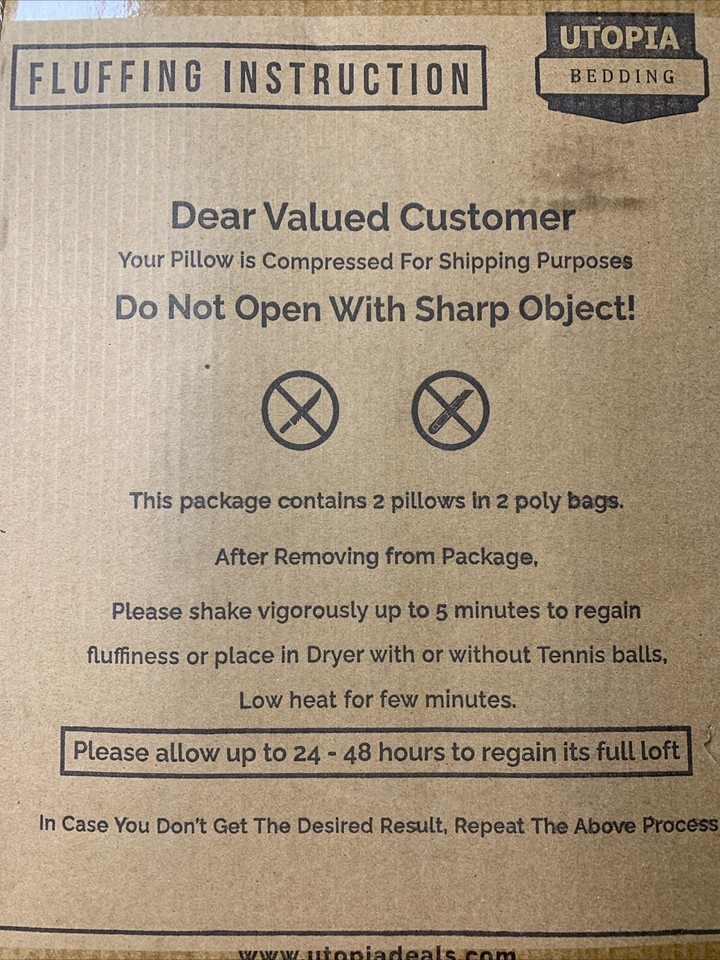 FLUFFING INSTRUCTION
UTOPIA
BEDDING
Dear Valued Customer
Your Pillow is Compressed For Shipping Purposes
Do Not Open With Sharp Object!
This package contains 2 pillows in 2 poly bags.
After Removing from Package,
Please shake vigorously up to 5 minutes to regain
fluffiness or place in Dryer with or without Tennis balls,
Low heat for few minutes.
Please allow up to 24 - 48 hours to regain its full loft
In Case You Don't Get The Desired Result, Repeat The Above Process
www.utopiadeals.com